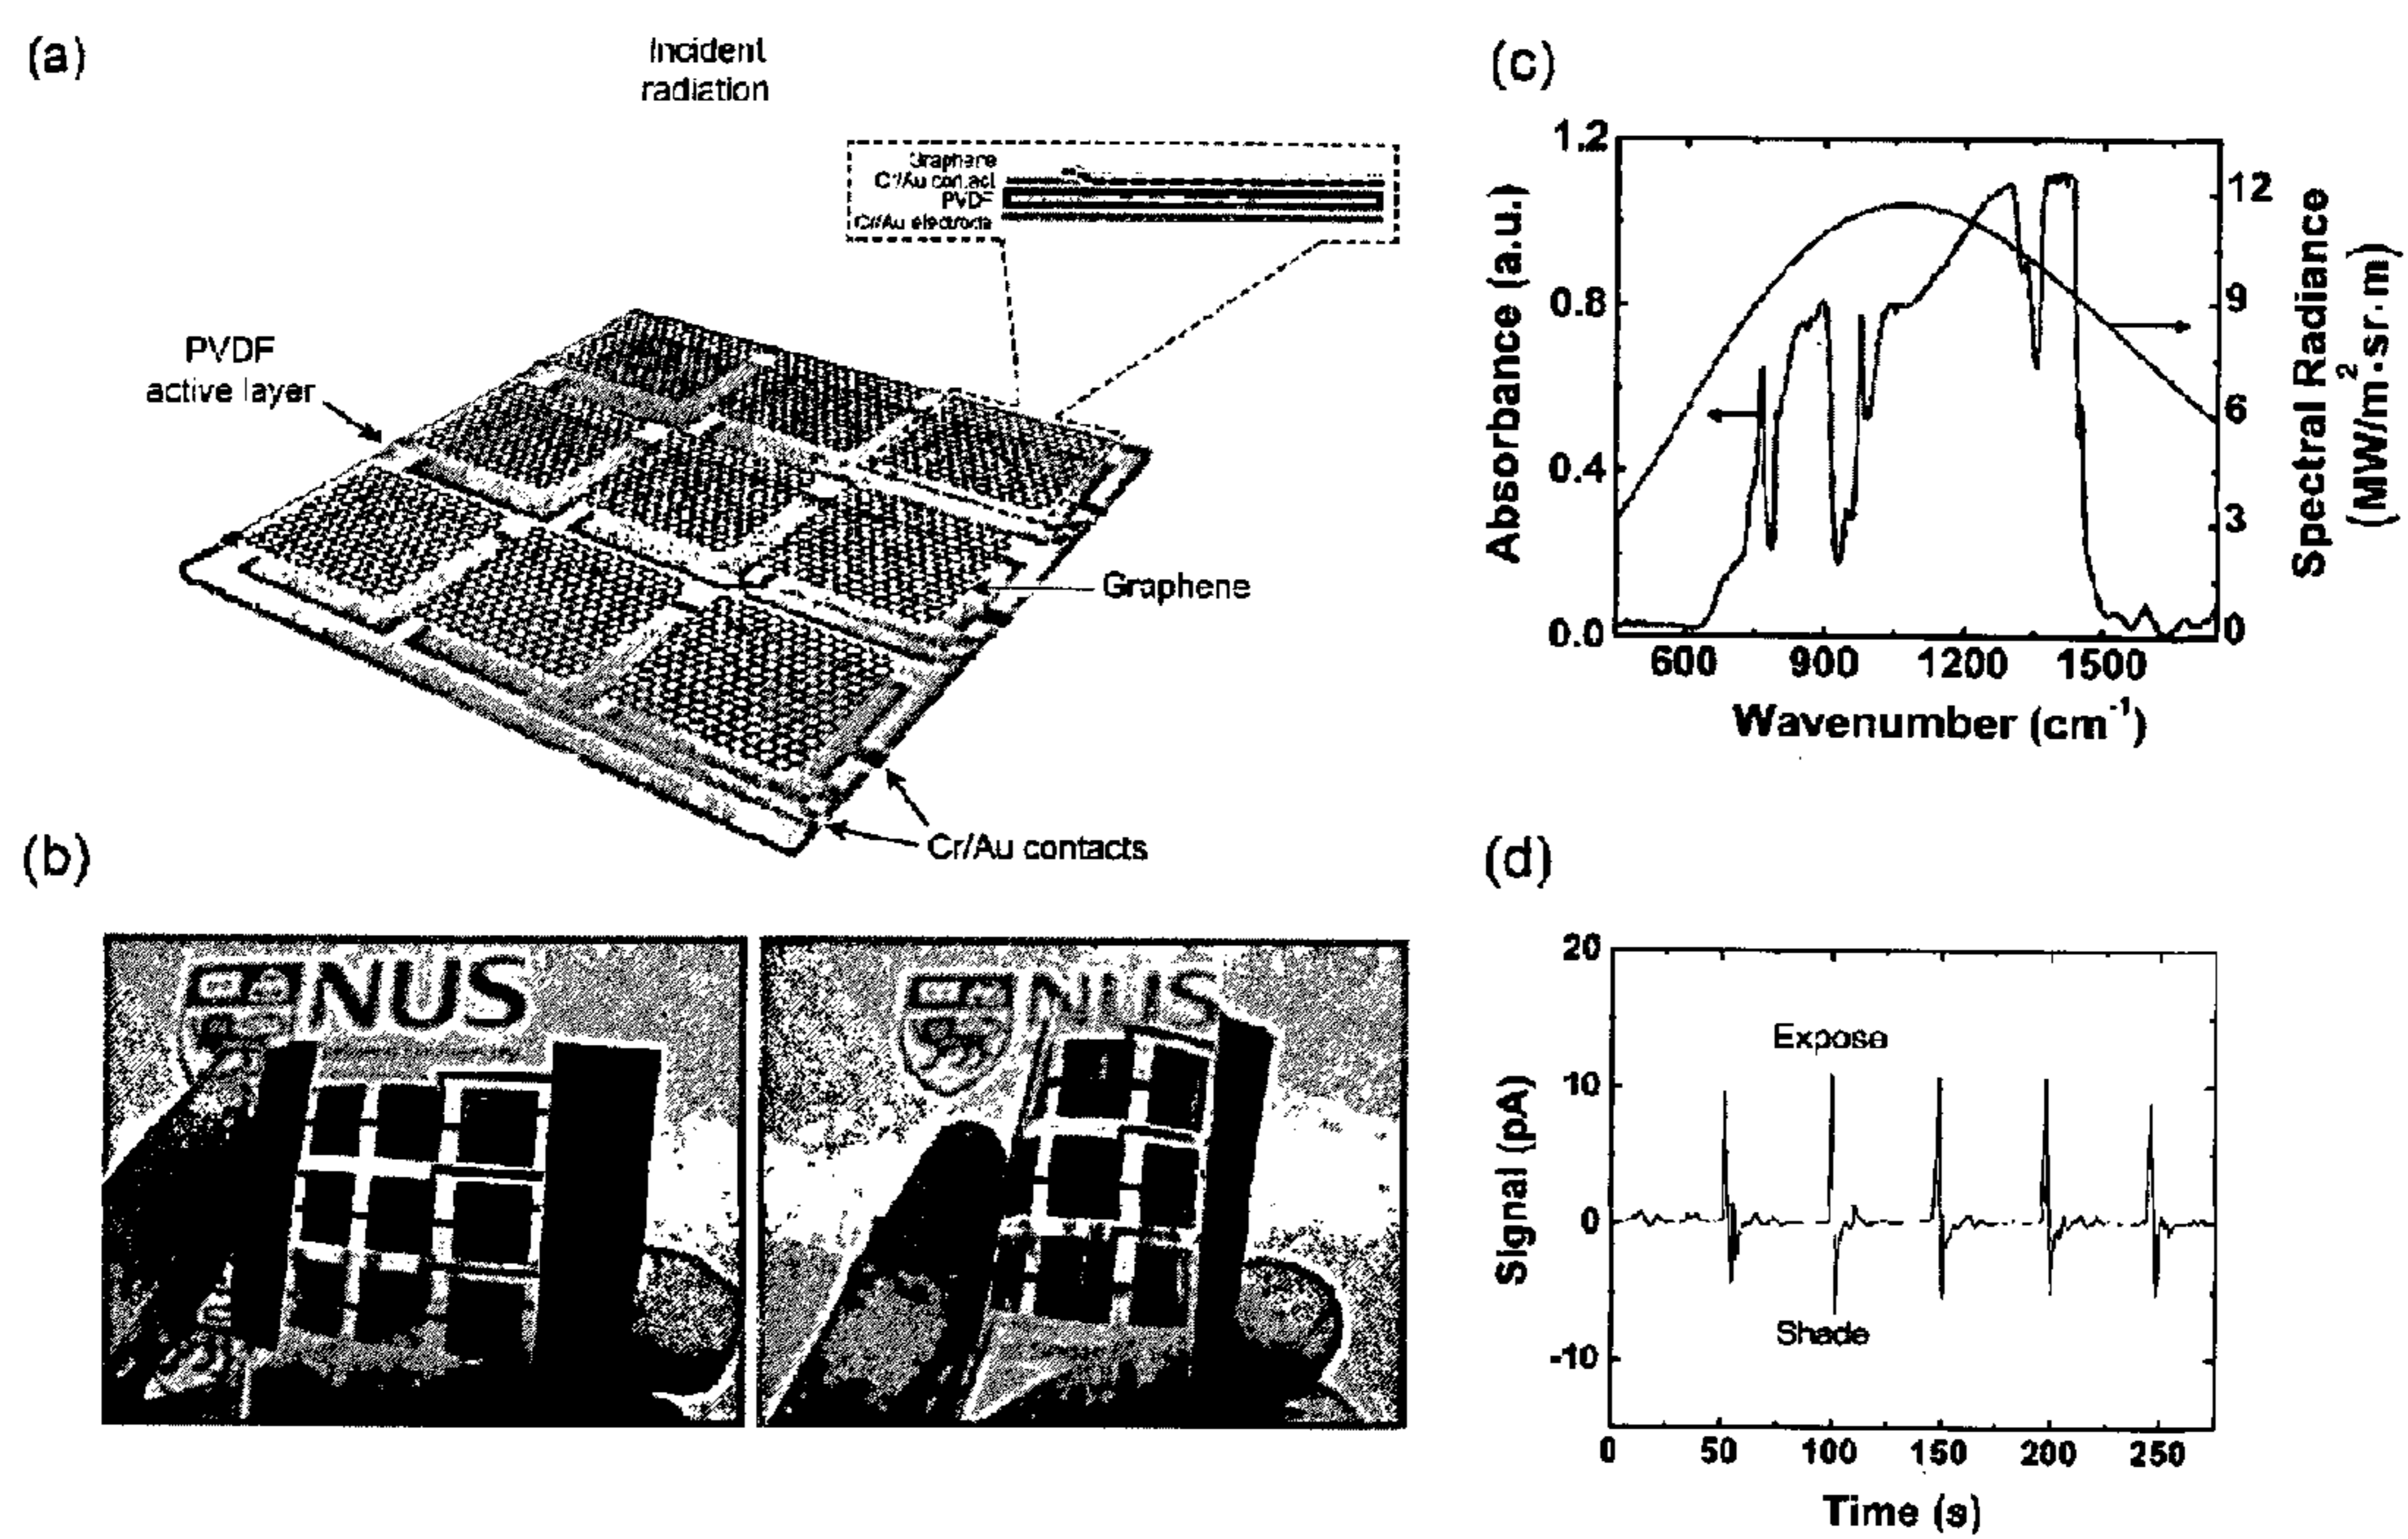 (a)
Incident
radiation
Graphene
Cr/Au contact
PVDF
Cr/Au electrode
PVDF
active layer
Graphene
Cr/Au contacts
(b)
NUS
NUS
(c)
1.2
0.8
0.4
0.0
Absorbance (a.u.)
12
9
6
3
0
Spectral Radiance
(MW/m²·sr·m)
600 900 1200 1500
Wavenumber (cm⁻¹)
(d)
20
10
0
-10
Signal (pA)
Expose
Shade
0 50 100 150 200 250
Time (s)